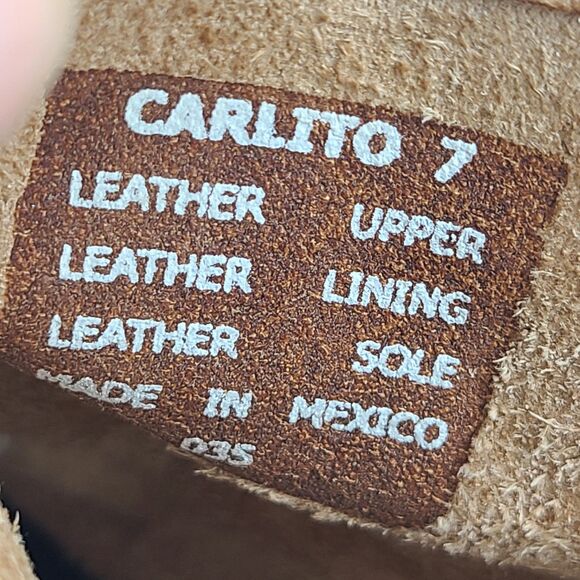 CARLITO 7
LEATHER UPPER
LEATHER LINING
LEATHER SOLE
MADE IN MEXICO
035